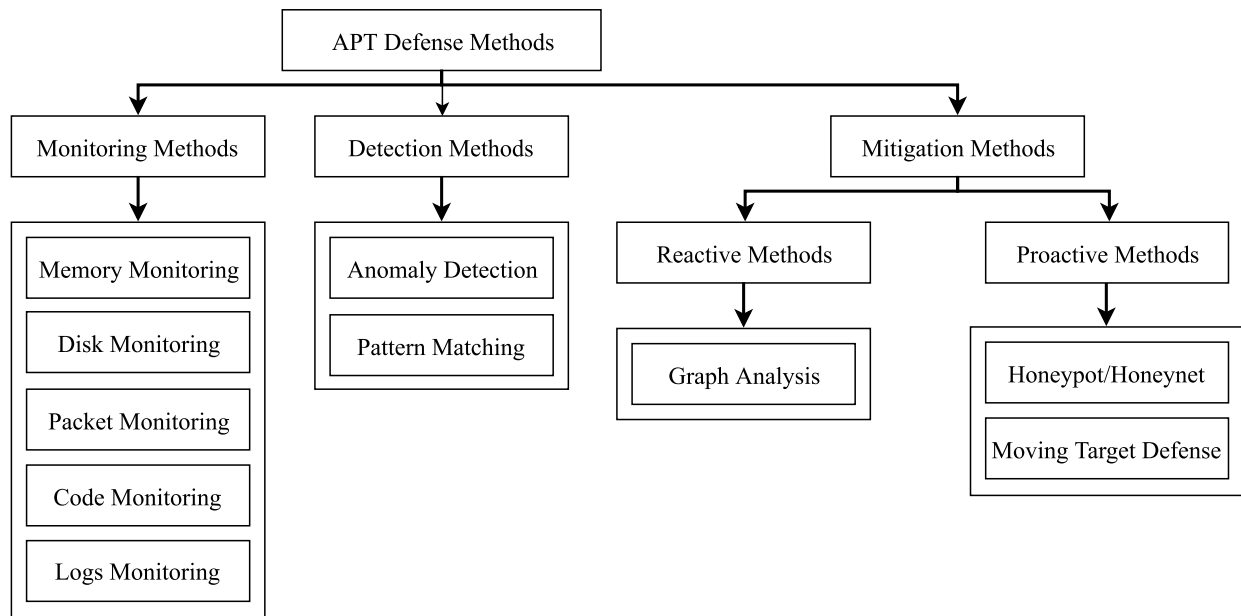 APT Defense Methods
Monitoring Methods
Detection Methods
Mitigation Methods
Memory Monitoring
Disk Monitoring
Packet Monitoring
Code Monitoring
Logs Monitoring
Anomaly Detection
Pattern Matching
Reactive Methods
Proactive Methods
Graph Analysis
Honeypot/Honeynet
Moving Target Defense